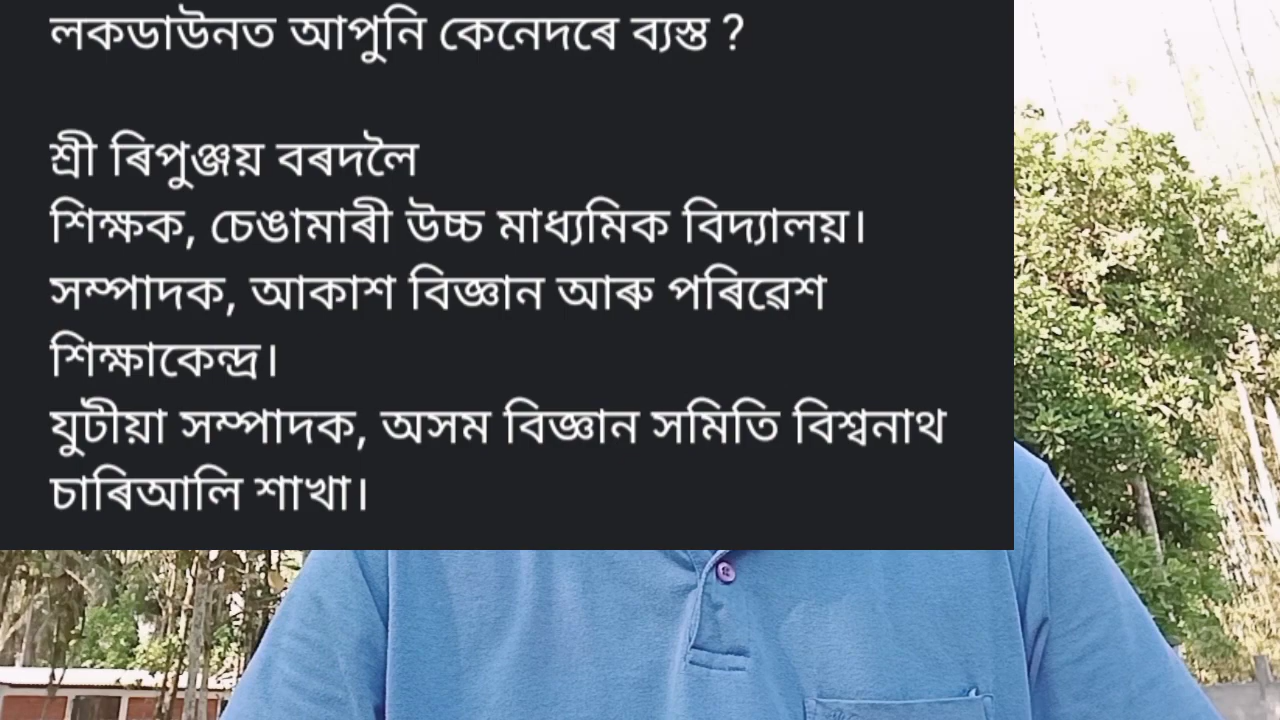 লকডাউনত আপুনি কেনেদৰে ব্যস্ত ?
শ্ৰী ৰিপুঞ্জয় বৰদলৈ
শিক্ষক, চেঙামাৰী উচ্চ মাধ্যমিক বিদ্যালয়।
সম্পাদক, আকাশ বিজ্ঞান আৰু পৰিৱেশ
শিক্ষাকেন্দ্ৰ।
যুটীয়া সম্পাদক, অসম বিজ্ঞান সমিতি বিশ্বনাথ
চাৰিআলি শাখা।